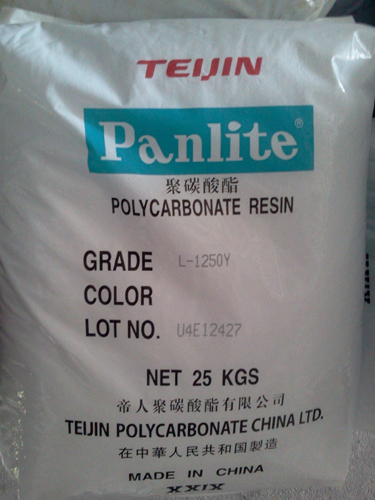 TEIJIN
Panlite®
聚碳酸酯
POLYCARBONATE RESIN
GRADE L-1250Y
COLOR
LOT NO. U4E12427
NET 25 KGS
帝人聚碳酸酯有限公司
TEIJIN POLYCARBONATE CHINA LTD.
在中華人民共和国製造
MADE IN CHINA
XXIX